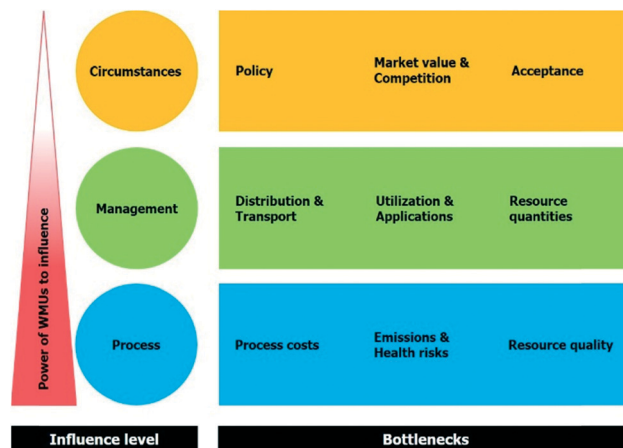 Power of WMUs to influence
Circumstances
Policy
Market value &
Competition
Acceptance
Management
Distribution &
Transport
Utilization &
Applications
Resource
quantities
Process
Process costs
Emissions &
Health risks
Resource quality
Influence level
Bottlenecks